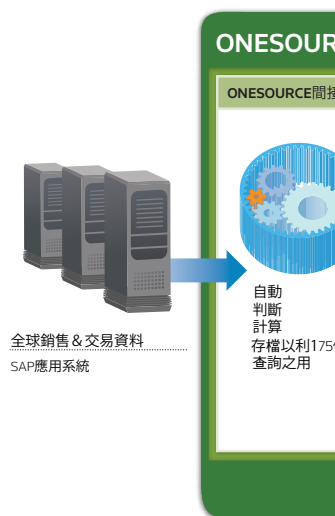 ONESOUR
ONESOURCE間接
自動
判斷
計算
存檔以利175
查詢之用
全球銷售＆交易資料
SAP應用系統